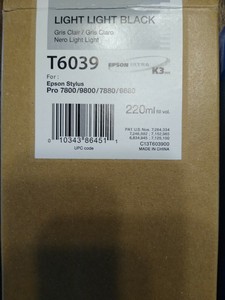 LIGHT LIGHT BLACK
Gris Clair / Gris Claro
Nero Light Light
T6039
EPSON
K3
For :
Epson Stylus
Pro 7800/9800/7880/9880
220ml
0 10343 86451 1
UPC code
C13T603900
MADE IN CHINA